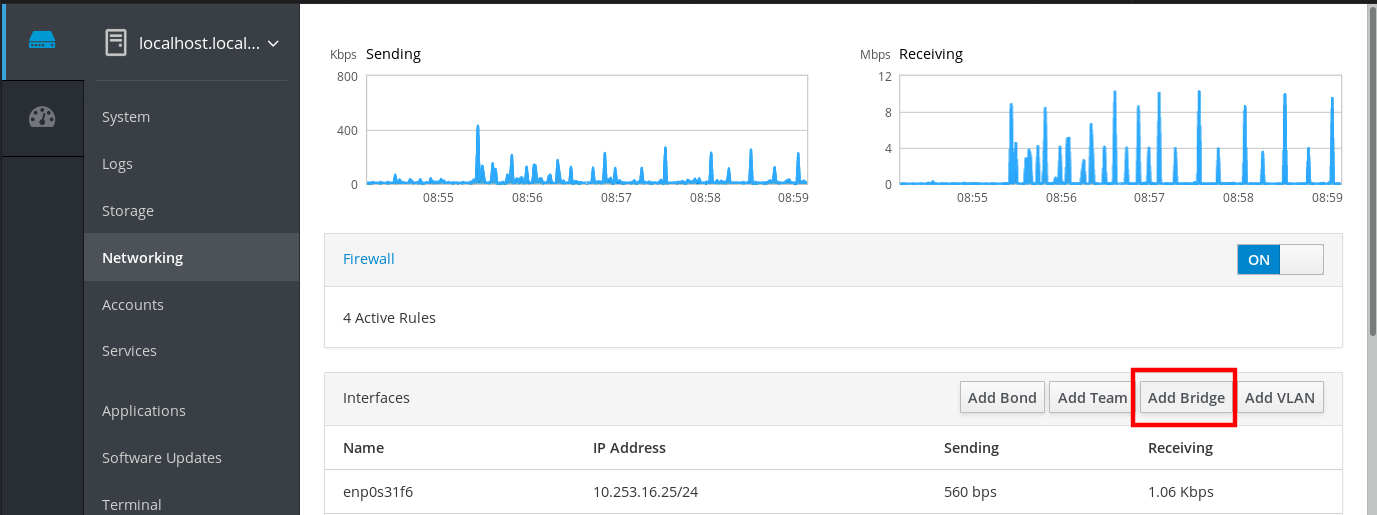 localhost.local...
System
Logs
Storage
Networking
Accounts
Services
Applications
Software Updates
Terminal
Kbps Sending
800
400
0
08:55 08:56 08:57 08:58 08:59
Mbps Receiving
12
8
4
0
08:55 08:56 08:57 08:58 08:59
Firewall ON
4 Active Rules
Interfaces Add Bond Add Team Add Bridge Add VLAN
Name IP Address Sending Receiving
enp0s31f6 10.253.16.25/24 560 bps 1.06 Kbps